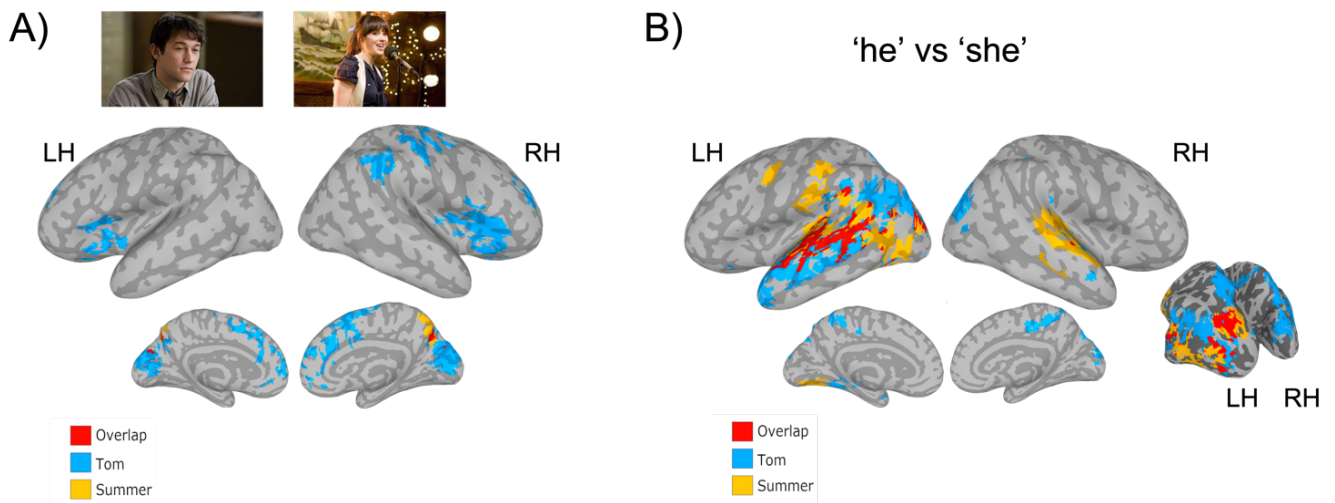 A)
LH
RH
Overlap
Tom
Summer
B)
‘he’ vs ‘she’
LH
RH
LH RH
Overlap
Tom
Summer